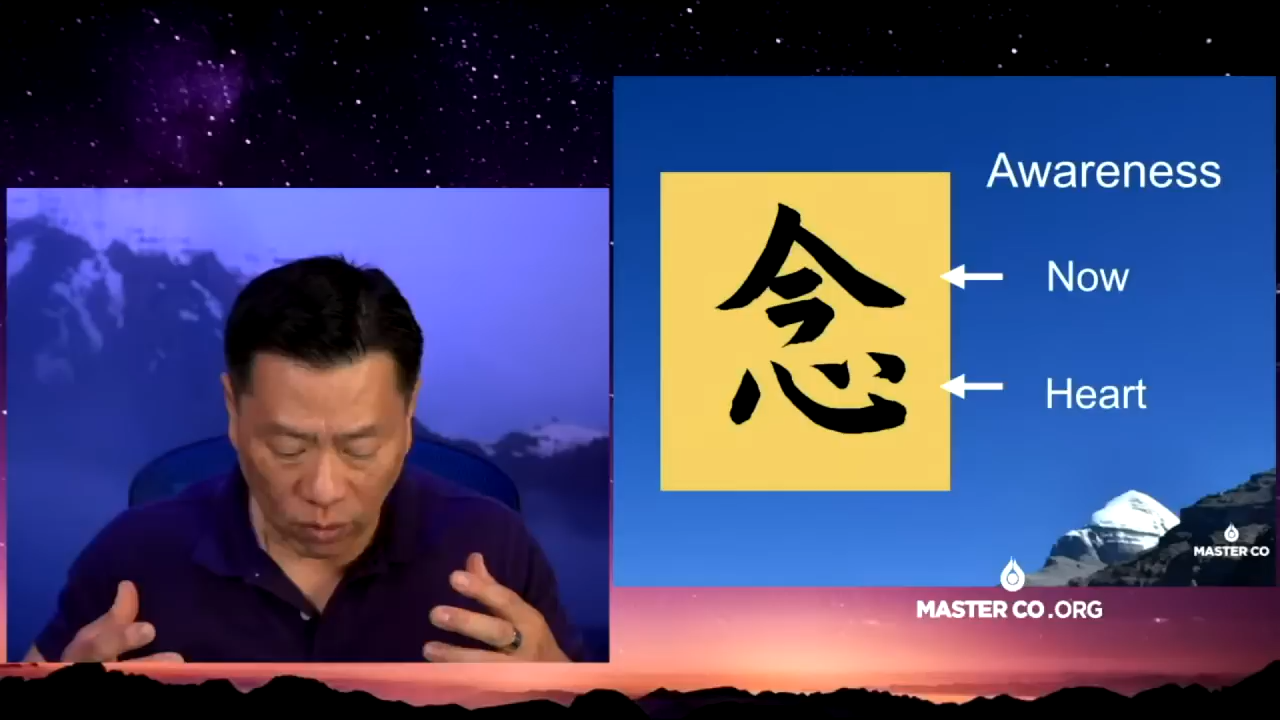 Awareness
念
Now
Heart
MASTER CO
MASTER CO.ORG